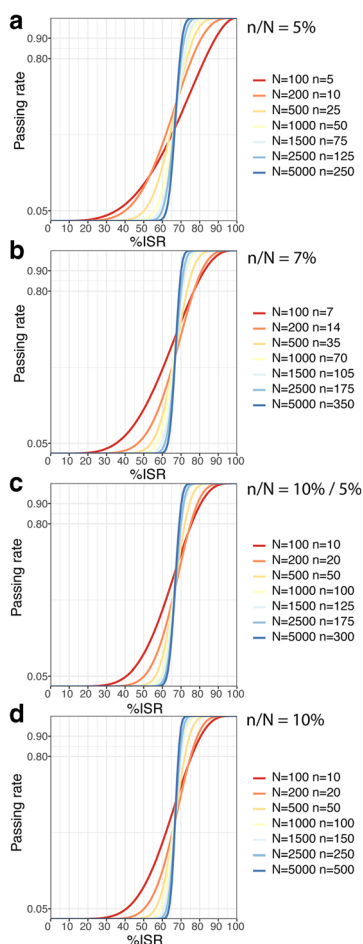 a
n/N = 5%
Passing rate
0.90
0.80
0.05
0 10 20 30 40 50 60 70 80 90 100
%ISR
N=100 n=5
N=200 n=10
N=500 n=25
N=1000 n=50
N=1500 n=75
N=2500 n=125
N=5000 n=250
b
n/N = 7%
Passing rate
0.90
0.80
0.05
0 10 20 30 40 50 60 70 80 90 100
%ISR
N=100 n=7
N=200 n=14
N=500 n=35
N=1000 n=70
N=1500 n=105
N=2500 n=175
N=5000 n=350
c
n/N = 10% / 5%
Passing rate
0.90
0.80
0.05
0 10 20 30 40 50 60 70 80 90 100
%ISR
N=100 n=10
N=200 n=20
N=500 n=50
N=1000 n=100
N=1500 n=125
N=2500 n=175
N=5000 n=300
d
n/N = 10%
Passing rate
0.90
0.80
0.05
0 10 20 30 40 50 60 70 80 90 100
%ISR
N=100 n=10
N=200 n=20
N=500 n=50
N=1000 n=100
N=1500 n=150
N=2500 n=250
N=5000 n=500